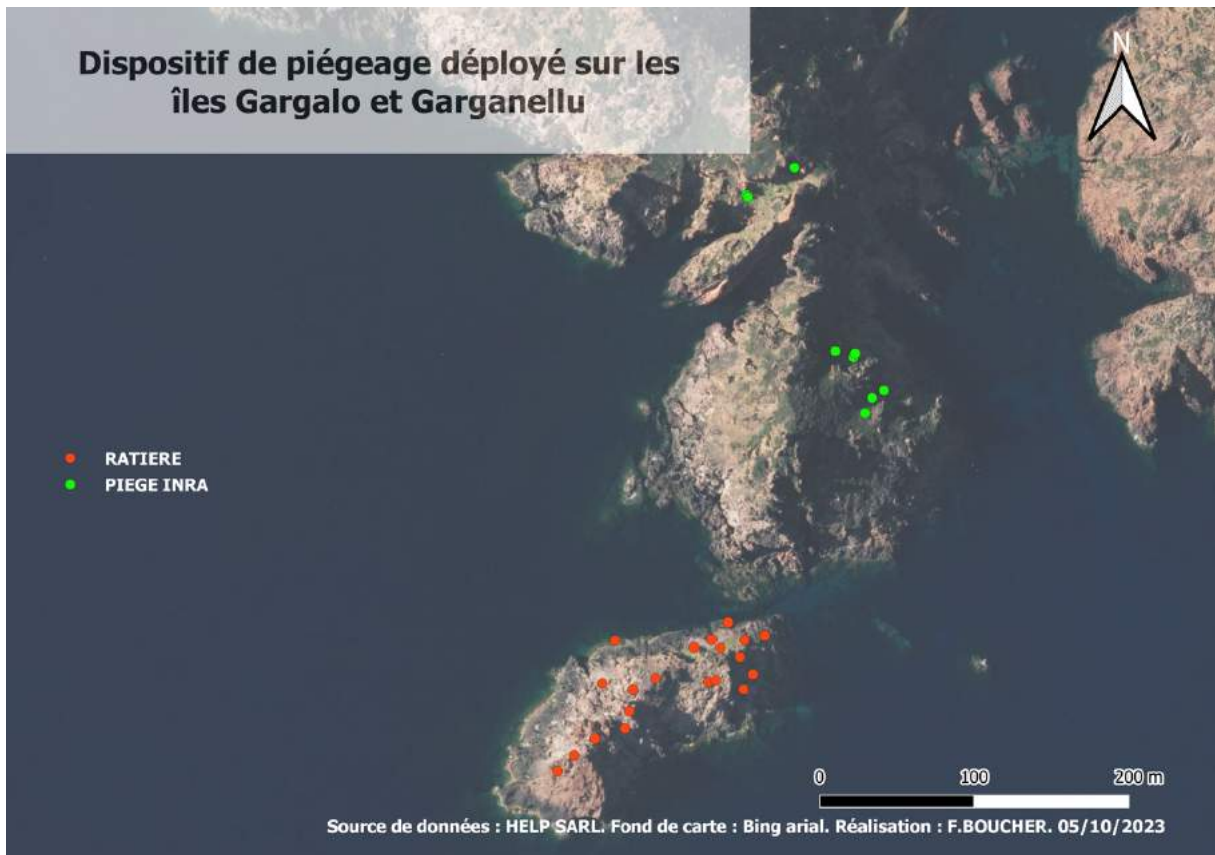 Dispositif de piégeage déployé sur les
îles Gargalo et Garganellu
N
RATIERE
PIEGE INRA
0 100 200 m
Source de données : HELP SARL. Fond de carte : Bing arial. Réalisation : F.BOUCHER. 05/10/2023